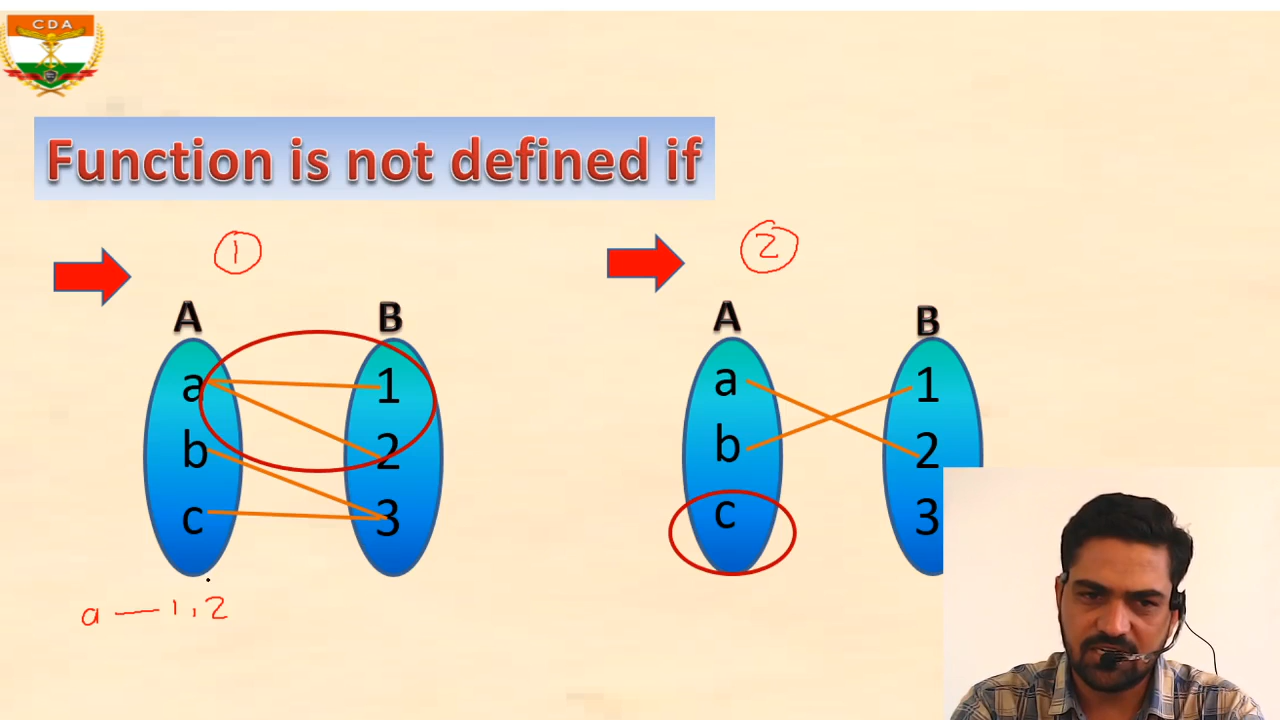 CDA
Function is not defined if
1
2
A B
a 1
b 2
c 3
a — 1, 2
A B
a 1
b 2
c 3